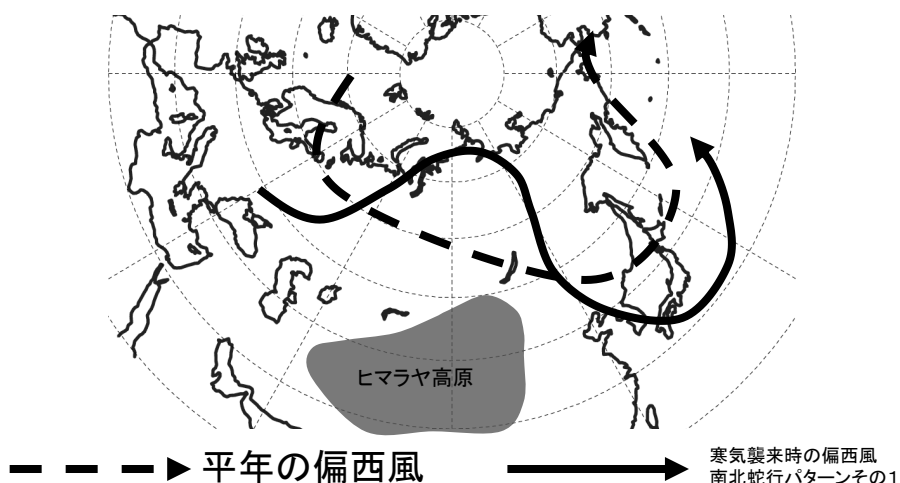 ヒマラヤ高原
平年の偏西風
寒気襲来時の偏西風
南北蛇行パターンその1